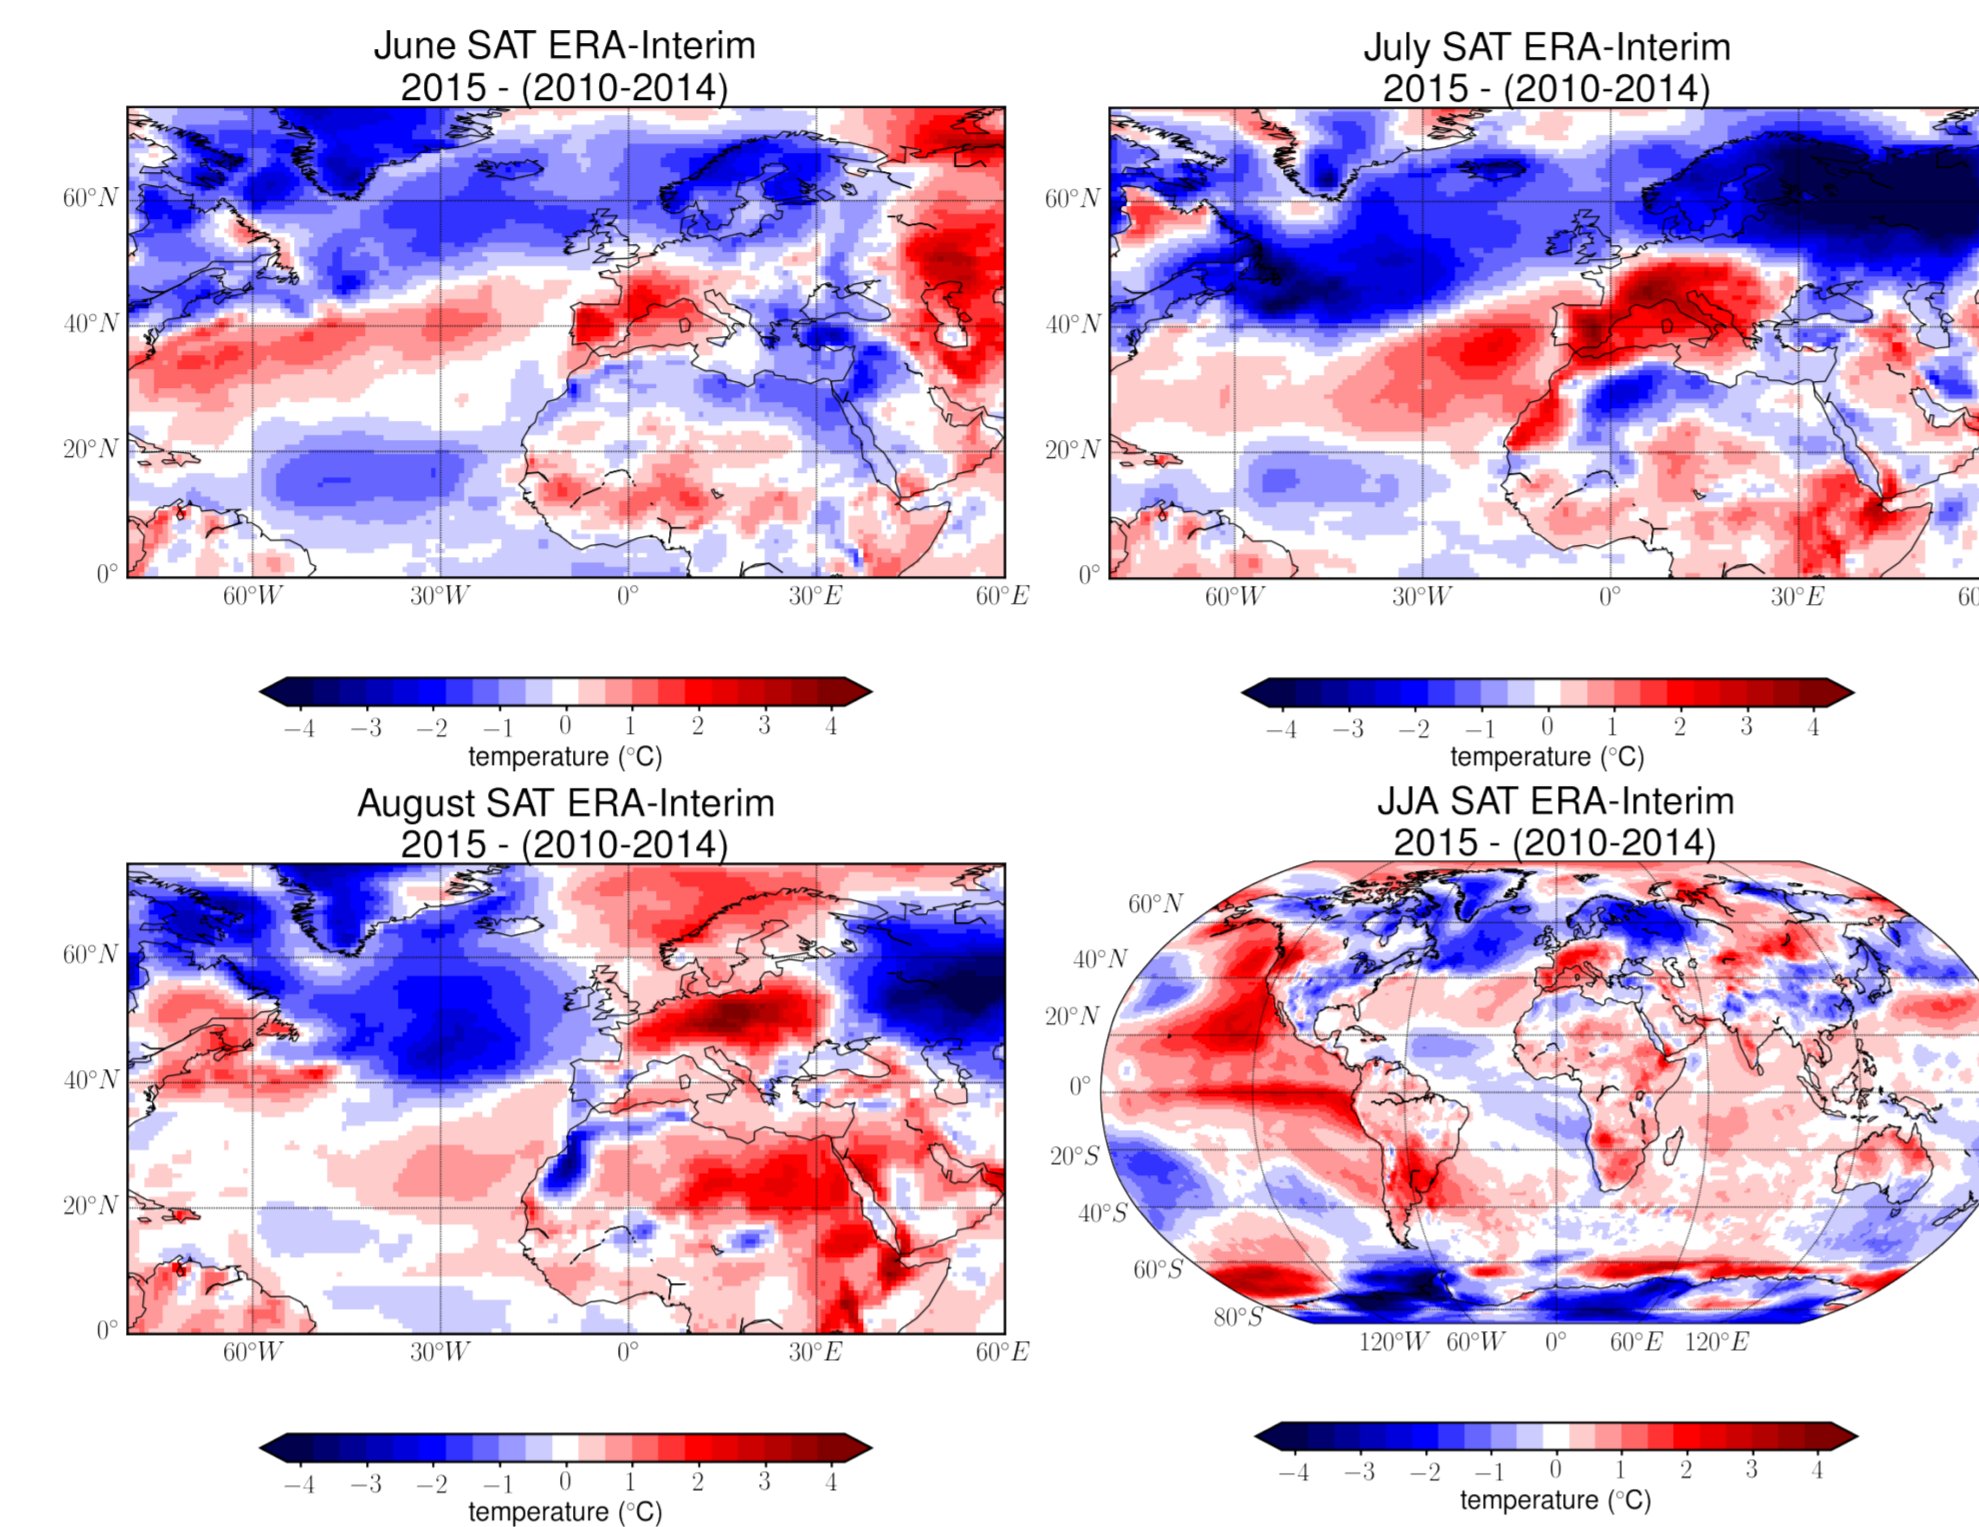 June SAT ERA-Interim
2015 - (2010-2014)
60°N
40°N
20°N
0°
60°W 30°W 0° 30°E 60°E
−4 −3 −2 −1 0 1 2 3 4
temperature (°C)
July SAT ERA-Interim
2015 - (2010-2014)
60°N
40°N
20°N
0°
60°W 30°W 0° 30°E 60
−4 −3 −2 −1 0 1 2 3 4
temperature (°C)
August SAT ERA-Interim
2015 - (2010-2014)
60°N
40°N
20°N
0°
60°W 30°W 0° 30°E 60°E
−4 −3 −2 −1 0 1 2 3 4
temperature (°C)
JJA SAT ERA-Interim
2015 - (2010-2014)
60°N
40°N
20°N
0°
20°S
40°S
60°S
80°S
120°W 60°W 0° 60°E 120°E
−4 −3 −2 −1 0 1 2 3 4
temperature (°C)